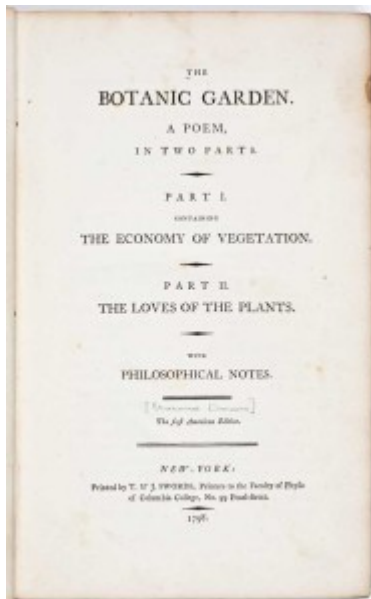 THE
BOTANIC GARDEN.
A POEM,
IN TWO PARTS.
PART I.
CONTAINING
THE ECONOMY OF VEGETATION.
PART II.
THE LOVES OF THE PLANTS.
WITH
PHILOSOPHICAL NOTES.
The first American Edition.
NEW-YORK:
Printed by T. & J. SWORDS, Printers to the Faculty of Physic
of Columbia College, No. 99 Pearl-street.
1798.